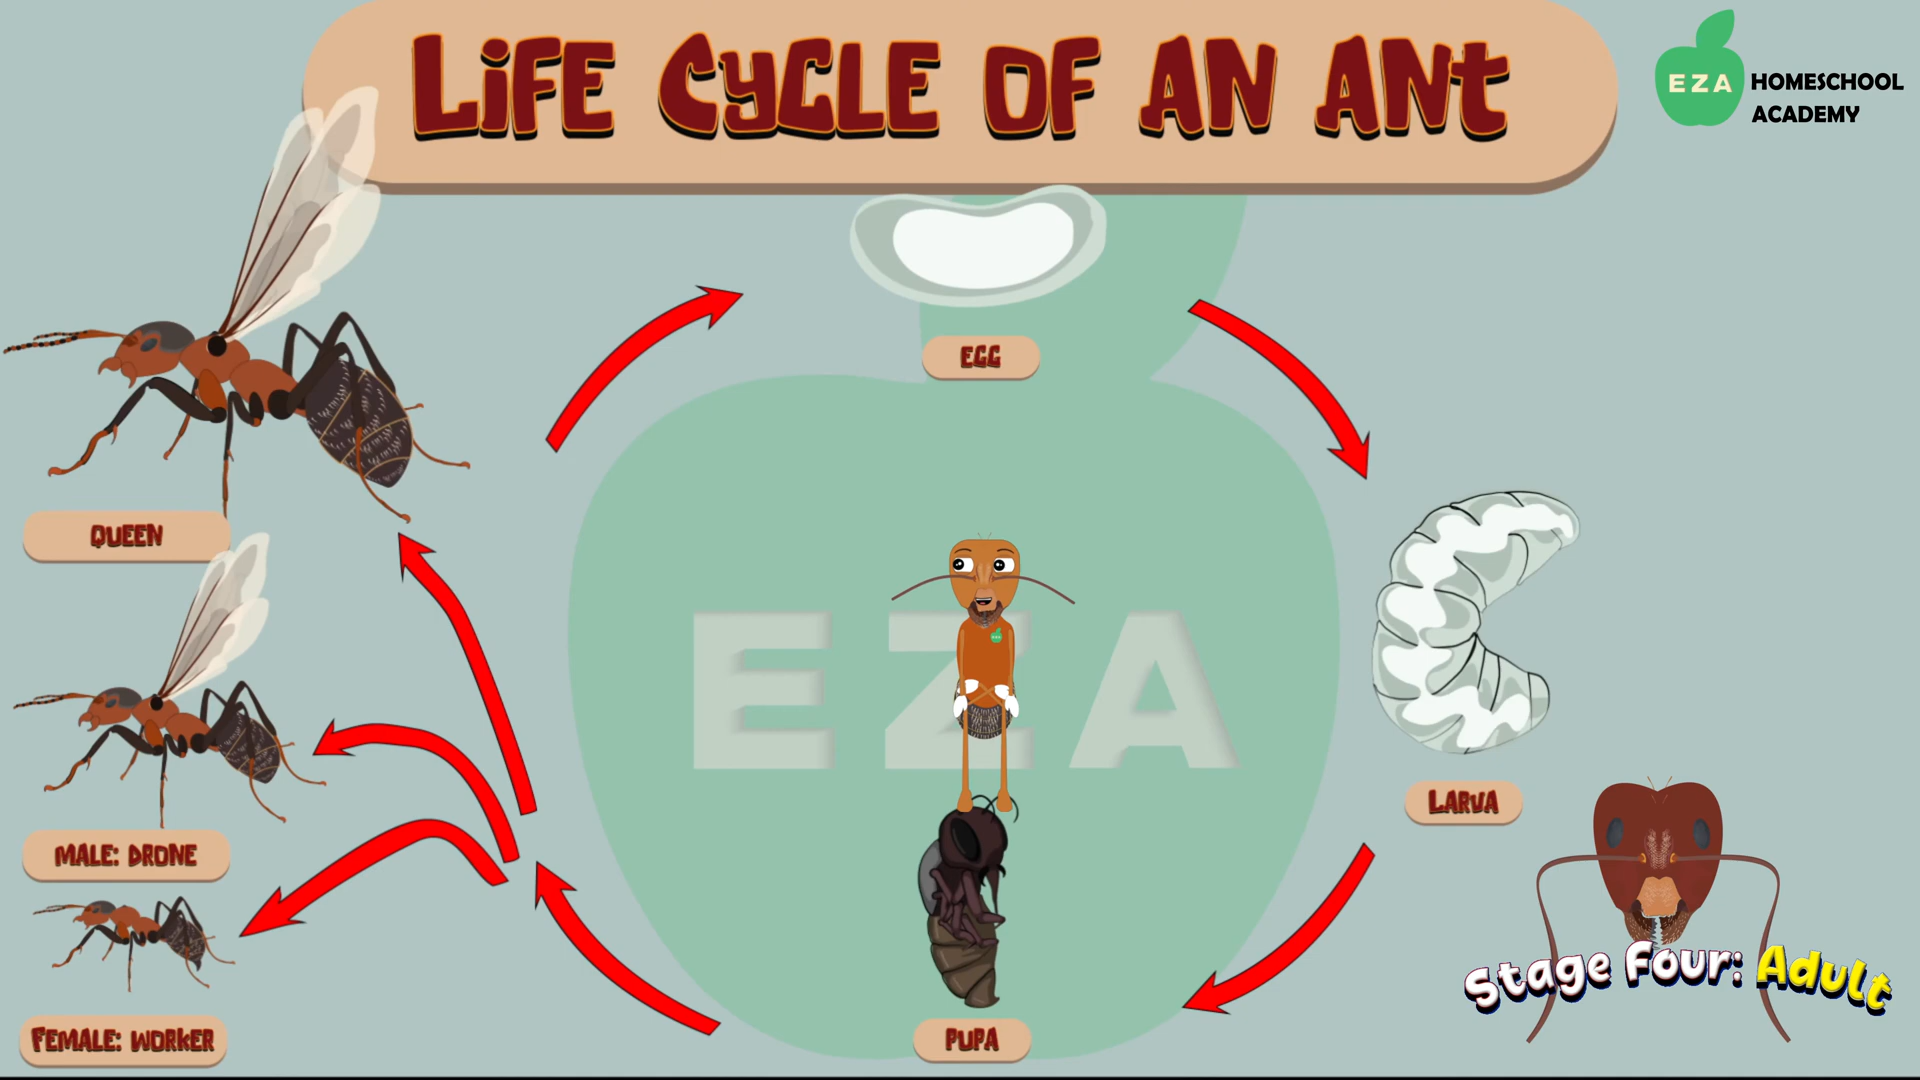 LiFE CyCLE OF AN ANt
EZA HOMESCHOOL
ACADEMY
EGG
QUEEN
EZA
LARVA
MALE: DRONE
Stage Four: Adult
FEMALE: WORKER
PUPA